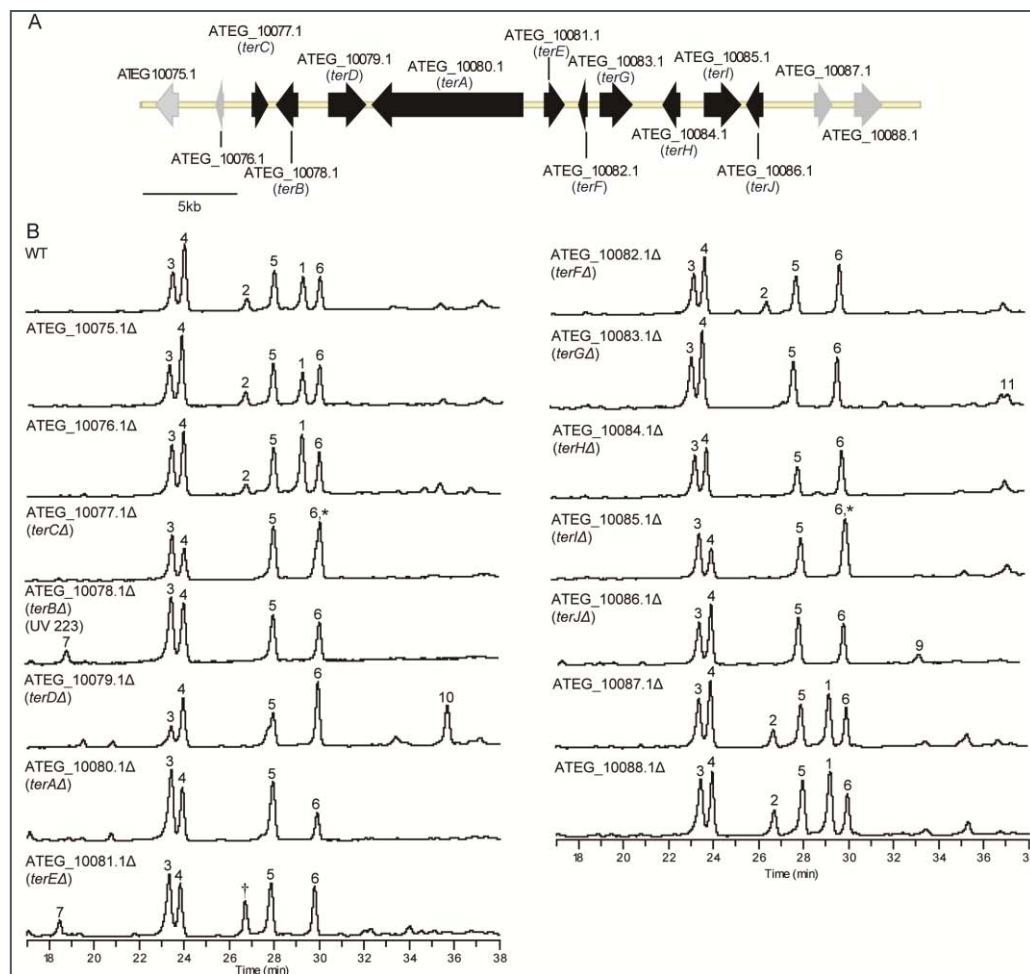 A
ATEG_10077.1
(terC)
ATEG_10081.1
(terE)
ATEG_10079.1
(terD)
ATEG_10083.1
(terG)
ATEG_10085.1
(terI)
ATEG10075.1
ATEG_10080.1
(terA)
ATEG_10087.1
ATEG_10076.1
ATEG_10078.1
(terB)
ATEG_10082.1
(terF)
ATEG_10084.1
(terH)
ATEG_10086.1
(terJ)
ATEG_10088.1
5kb
B
WT
3 4 2 5 1 6
ATEG_10075.1Δ
3 4 2 5 1 6
ATEG_10076.1Δ
3 4 2 5 1 6
ATEG_10077.1Δ
(terCΔ)
3 4 5 6,*
ATEG_10078.1Δ
(terBΔ)
(UV 223)
7 3 4 5 6
ATEG_10079.1Δ
(terDΔ)
3 4 5 6 10
ATEG_10080.1Δ
(terAΔ)
3 4 5 6
ATEG_10081.1Δ
(terEΔ)
7 3 4 † 5 6
18 20 22 24 26 28 30 32 34 36 38
Time (min)
ATEG_10082.1Δ
(terFΔ)
3 4 2 5 6
ATEG_10083.1Δ
(terGΔ)
3 4 5 6 11
ATEG_10084.1Δ
(terHΔ)
3 4 5 6
ATEG_10085.1Δ
(terIΔ)
3 4 5 6,*
ATEG_10086.1Δ
(terJΔ)
3 4 5 6 9
ATEG_10087.1Δ
3 4 2 5 1 6
ATEG_10088.1Δ
3 4 2 5 1 6
18 20 22 24 26 28 30 32 34 36 38
Time (min)